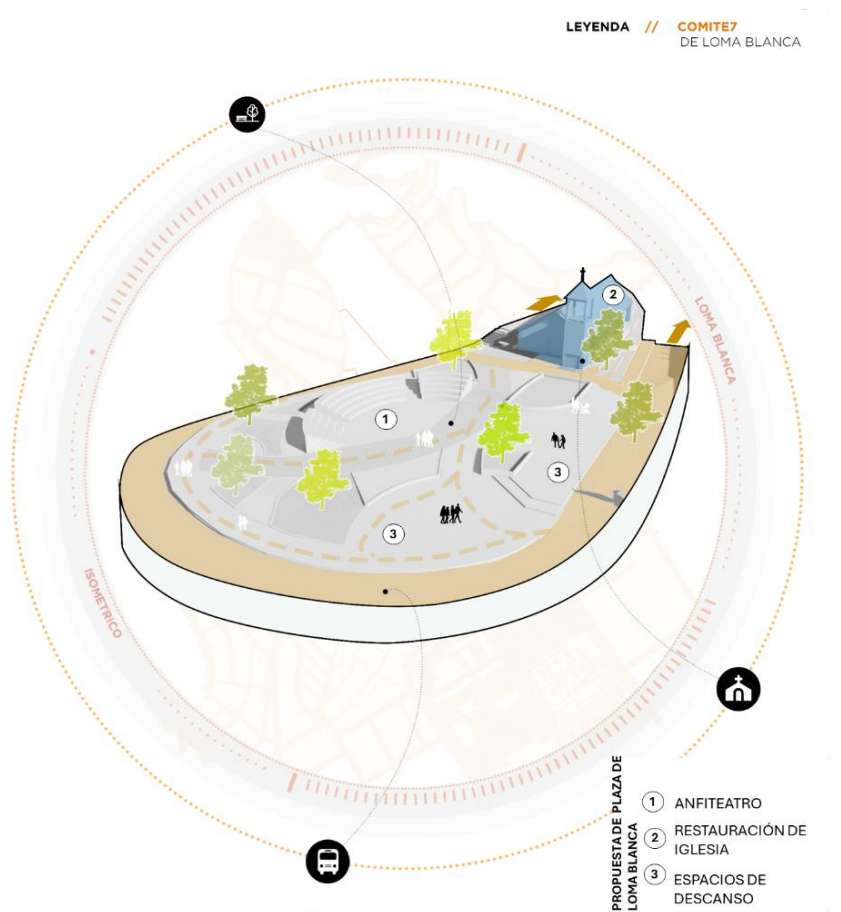 LEYENDA // COMITE7
DE LOMA BLANCA
2
LOMA BLANCA
1
3
3
ISOMETRICO
PROPUESTA DE PLAZA DE
LOMA BLANCA
1 ANFITEATRO
2 RESTAURACIÓN DE
IGLESIA
3 ESPACIOS DE
DESCANSO